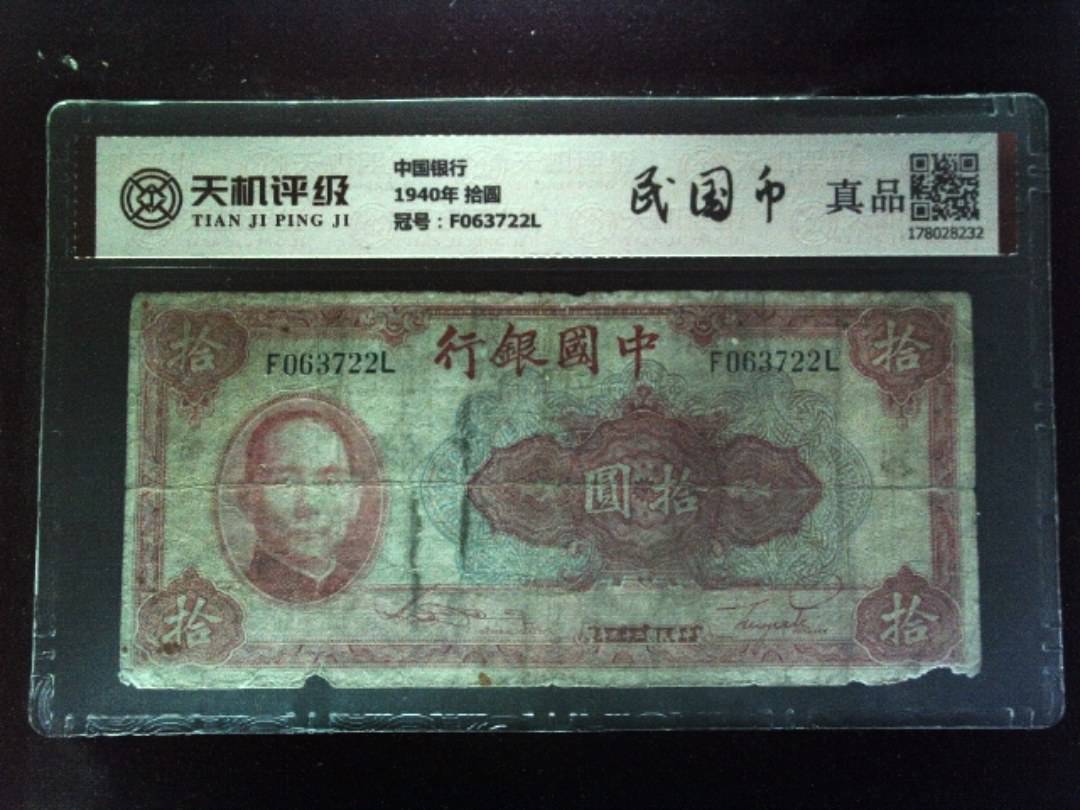 天机评级
TIAN JI PING JI
中国银行
1940年 拾圆
冠号：F063722L
民国币
真品
178028232
拾
拾
F063722L
行銀國中
F063722L
圓拾
拾
拾